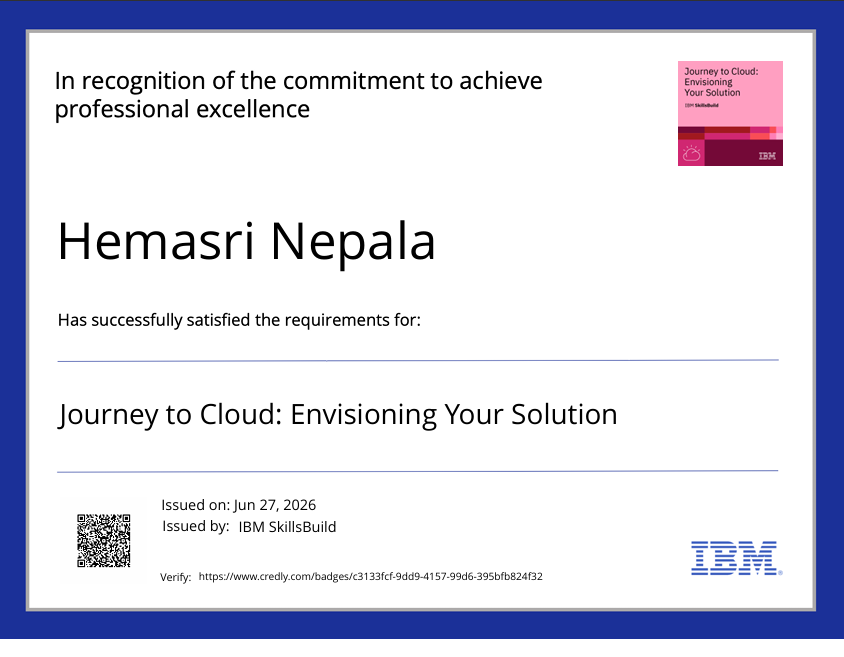 In recognition of the commitment to achieve
professional excellence
Journey to Cloud:
Envisioning
Your Solution
IBM SkillsBuild
IBM
Hemasri Nepala
Has successfully satisfied the requirements for:
Journey to Cloud: Envisioning Your Solution
Issued on: Jun 27, 2026
Issued by: IBM SkillsBuild
Verify: https://www.credly.com/badges/c3133fcf-9dd9-4157-99d6-395bfb824f32
IBM®